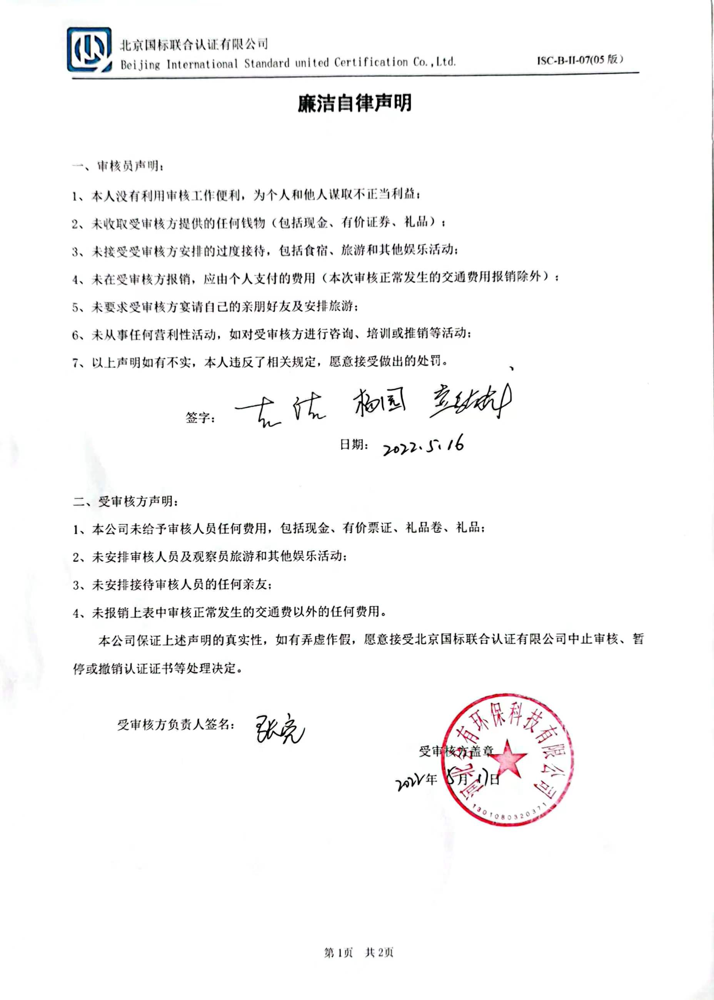 北京国标联合认证有限公司
Beijing International Standard united Certification Co.,Ltd.
ISC-B-II-07(05版)
廉洁自律声明
一、审核员声明:
1、本人没有利用审核工作便利，为个人和他人谋取不正当利益;
2、未收取受审核方提供的任何钱物（包括现金、有价证券、礼品）;
3、未接受受审核方安排的过度接待，包括食宿、旅游和其他娱乐活动;
4、未在受审核方报销，应由个人支付的费用（本次审核正常发生的交通费用报销除外）;
5、未要求受审核方宴请自己的亲朋好友及安排旅游;
6、未从事任何营利性活动，如对受审核方进行咨询、培训或推销等活动;
7、以上声明如有不实，本人违反了相关规定，愿意接受做出的处罚。
签字: 吉洁 杨园
日期: 2022.5.16
二、受审核方声明:
1、本公司未给予审核人员任何费用，包括现金、有价票证、礼品卷、礼品;
2、未安排审核人员及观察员旅游和其他娱乐活动;
3、未安排接待审核人员的任何亲友;
4、未报销上表中审核正常发生的交通费以外的任何费用。
本公司保证上述声明的真实性，如有弄虚作假，愿意接受北京国标联合认证有限公司中止审核、暂
停或撤销认证证书等处理决定。
受审核方负责人签名: 张亮
受审核方盖章
2022年5月17日
有环保科技有限公司
1301080320371
第1页 共2页